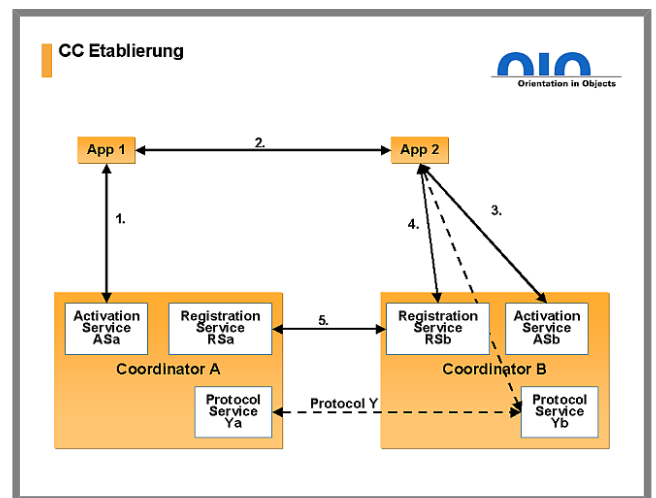 CC Etablierung
OIO
Orientation in Objects
App 1
2.
App 2
1.
4.
3.
Activation
Service
ASa
Registration
Service
RSa
5.
Registration
Service
RSb
Activation
Service
ASb
Coordinator A
Coordinator B
Protocol
Service
Ya
Protocol Y
Protocol
Service
Yb